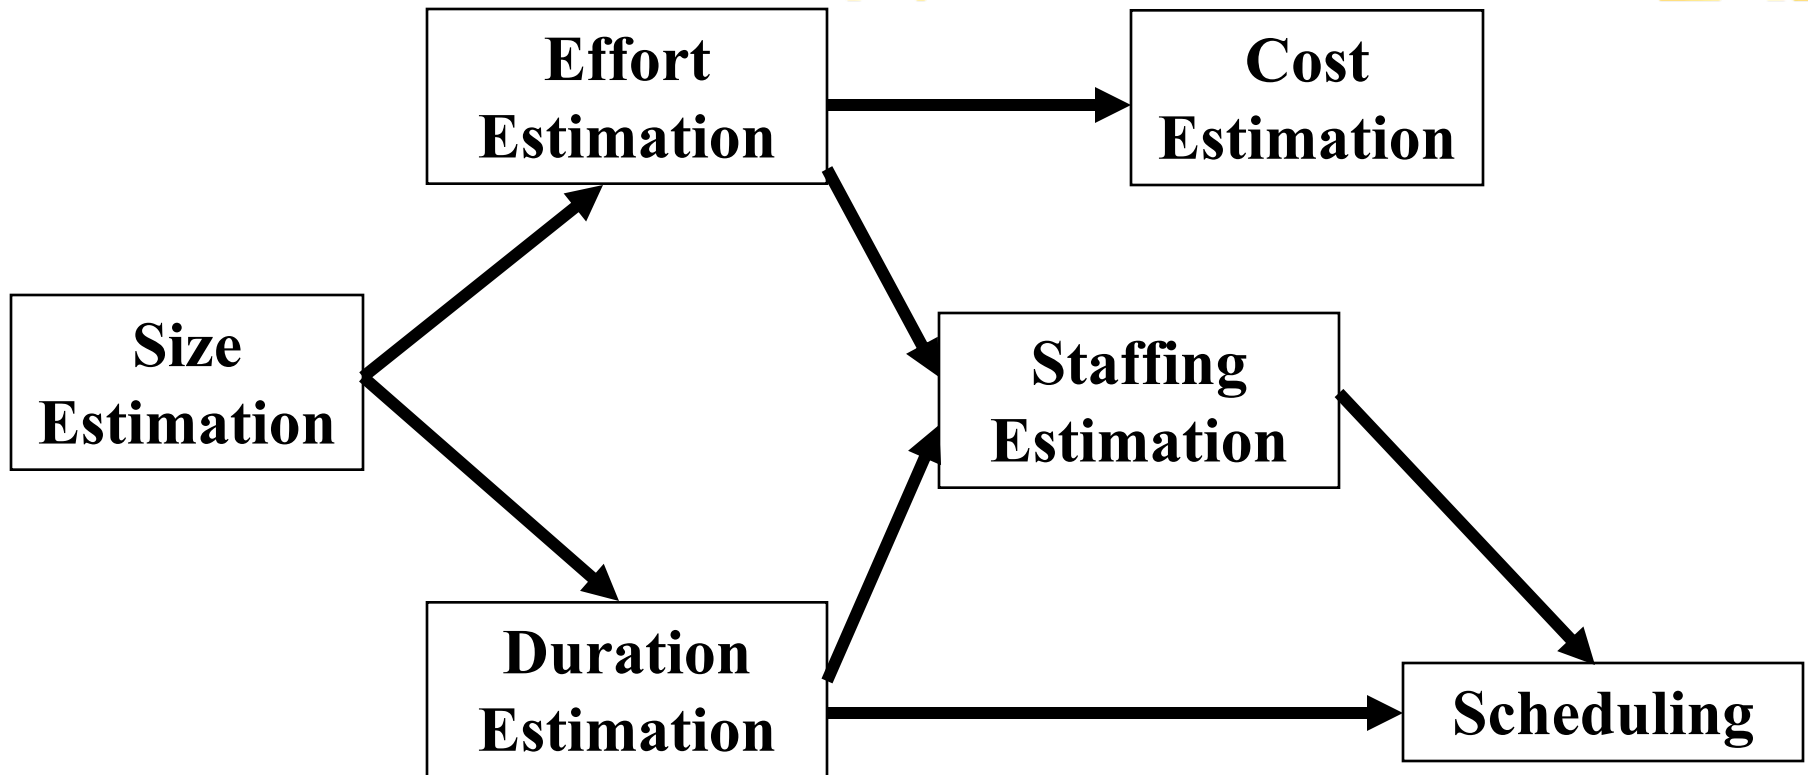 Effort
Estimation
Cost
Estimation
Size
Estimation
Staffing
Estimation
Duration
Estimation
Scheduling